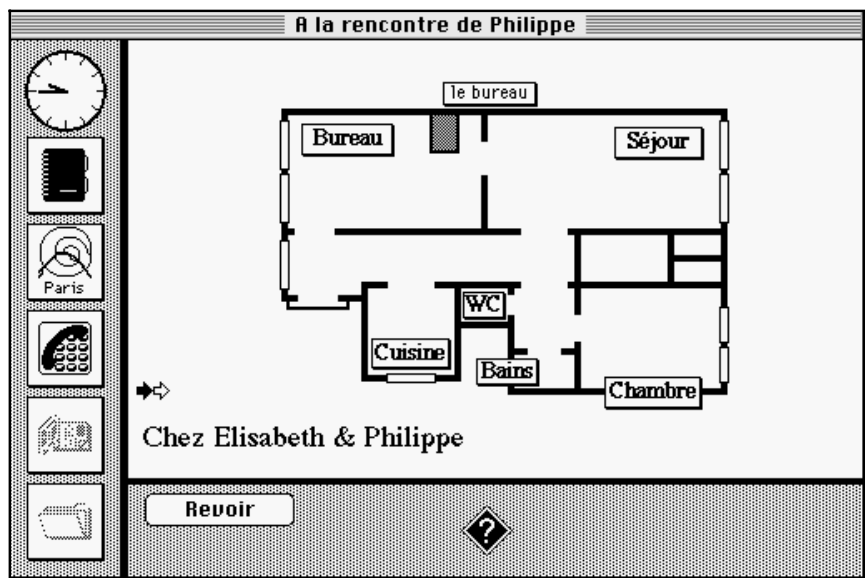 A la rencontre de Philippe
le bureau
Bureau
Séjour
Paris
WC
Cuisine
Bains
Chambre
Chez Elisabeth & Philippe
Revoir
?